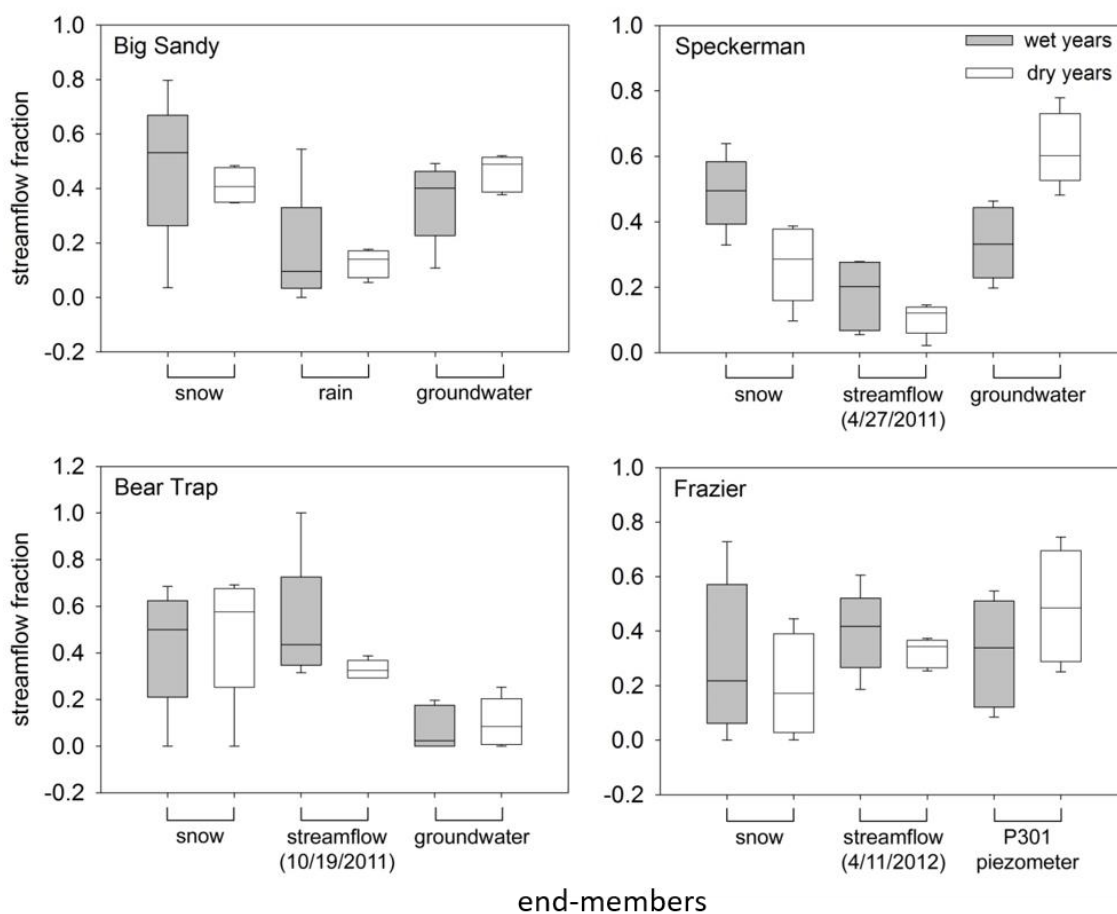 Big Sandy
streamflow fraction
1.0
0.8
0.6
0.4
0.2
0.0
-0.2
snow
rain
groundwater
Speckerman
wet years
dry years
1.0
0.8
0.6
0.4
0.2
0.0
snow
streamflow
(4/27/2011)
groundwater
Bear Trap
streamflow fraction
1.2
1.0
0.8
0.6
0.4
0.2
0.0
-0.2
snow
streamflow
(10/19/2011)
groundwater
Frazier
1.0
0.8
0.6
0.4
0.2
0.0
-0.2
snow
streamflow
(4/11/2012)
P301
piezometer
end-members